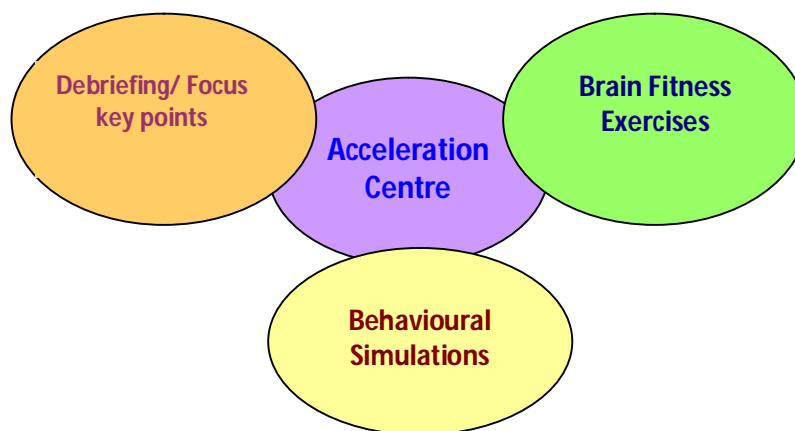 Debriefing/ Focus
key points
Brain Fitness
Exercises
Acceleration
Centre
Behavioural
Simulations